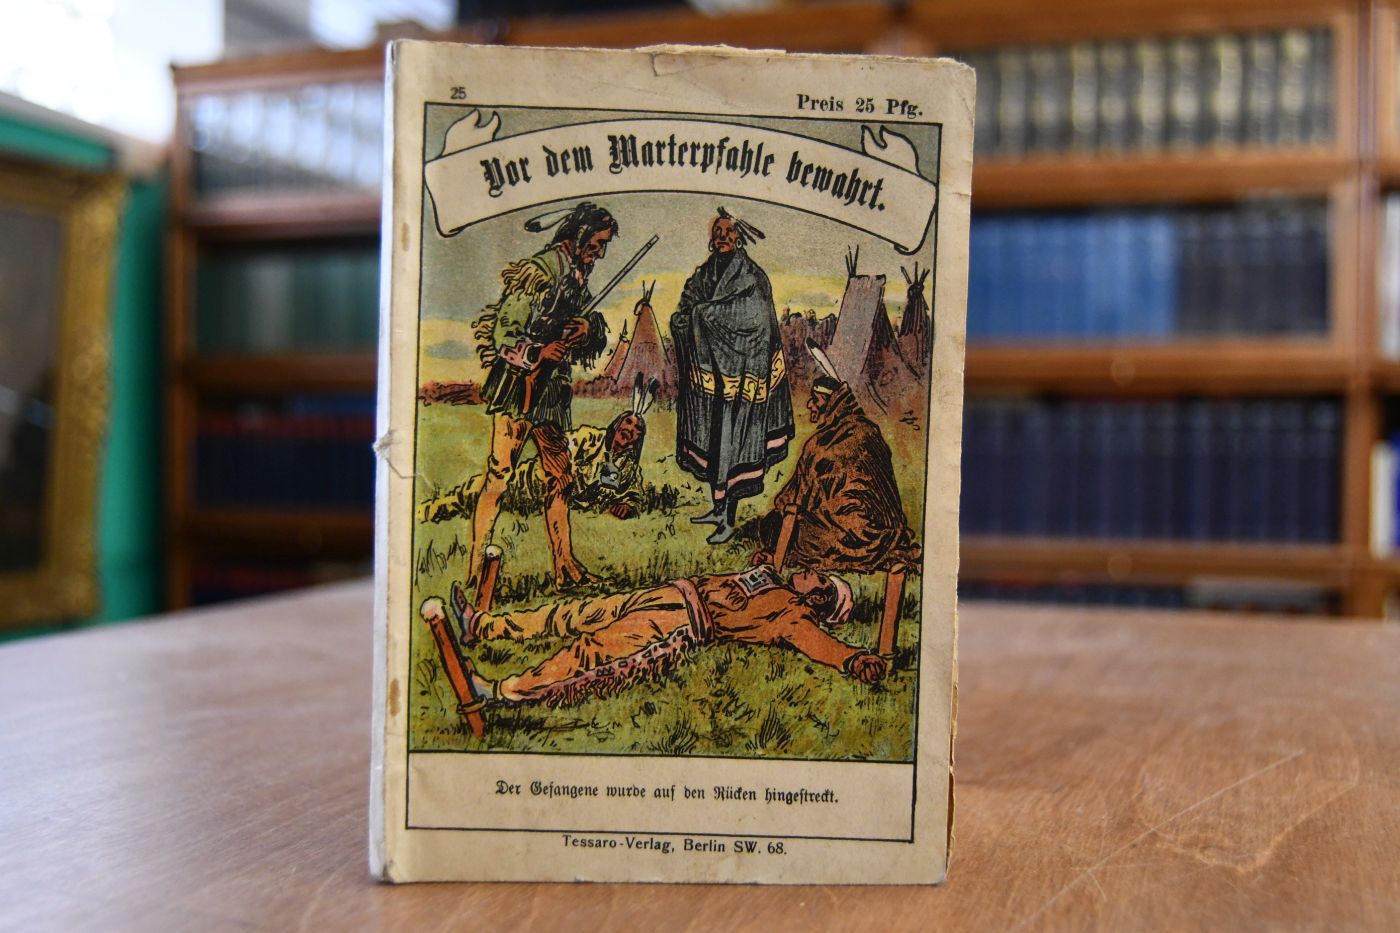 25
Preis 25 Pfg.
Vor dem Marterpfahle bewahrt.
Der Gefangene wurde auf den Rücken hingestreckt.
Tessaro-Verlag, Berlin SW. 68.